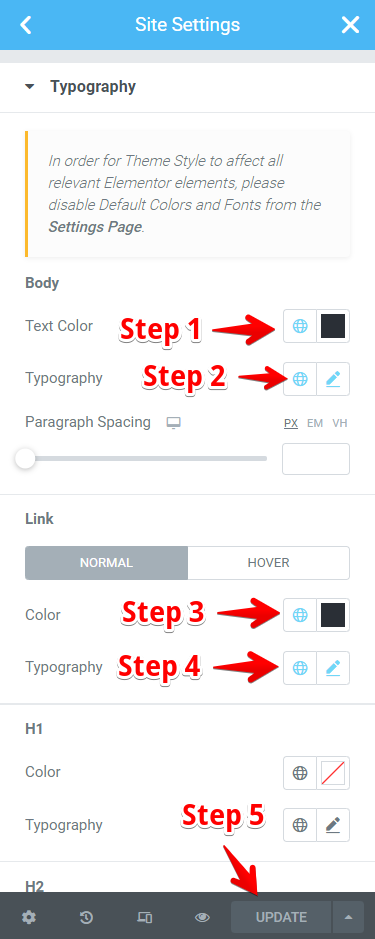 Site Settings
Typography
In order for Theme Style to affect all
relevant Elementor elements, please
disable Default Colors and Fonts from the
Settings Page.
Body
Text Color Step 1
Typography Step 2
Paragraph Spacing PX EM VH
Link
NORMAL HOVER
Color Step 3
Typography Step 4
H1
Color
Typography
Step 5
H2
UPDATE